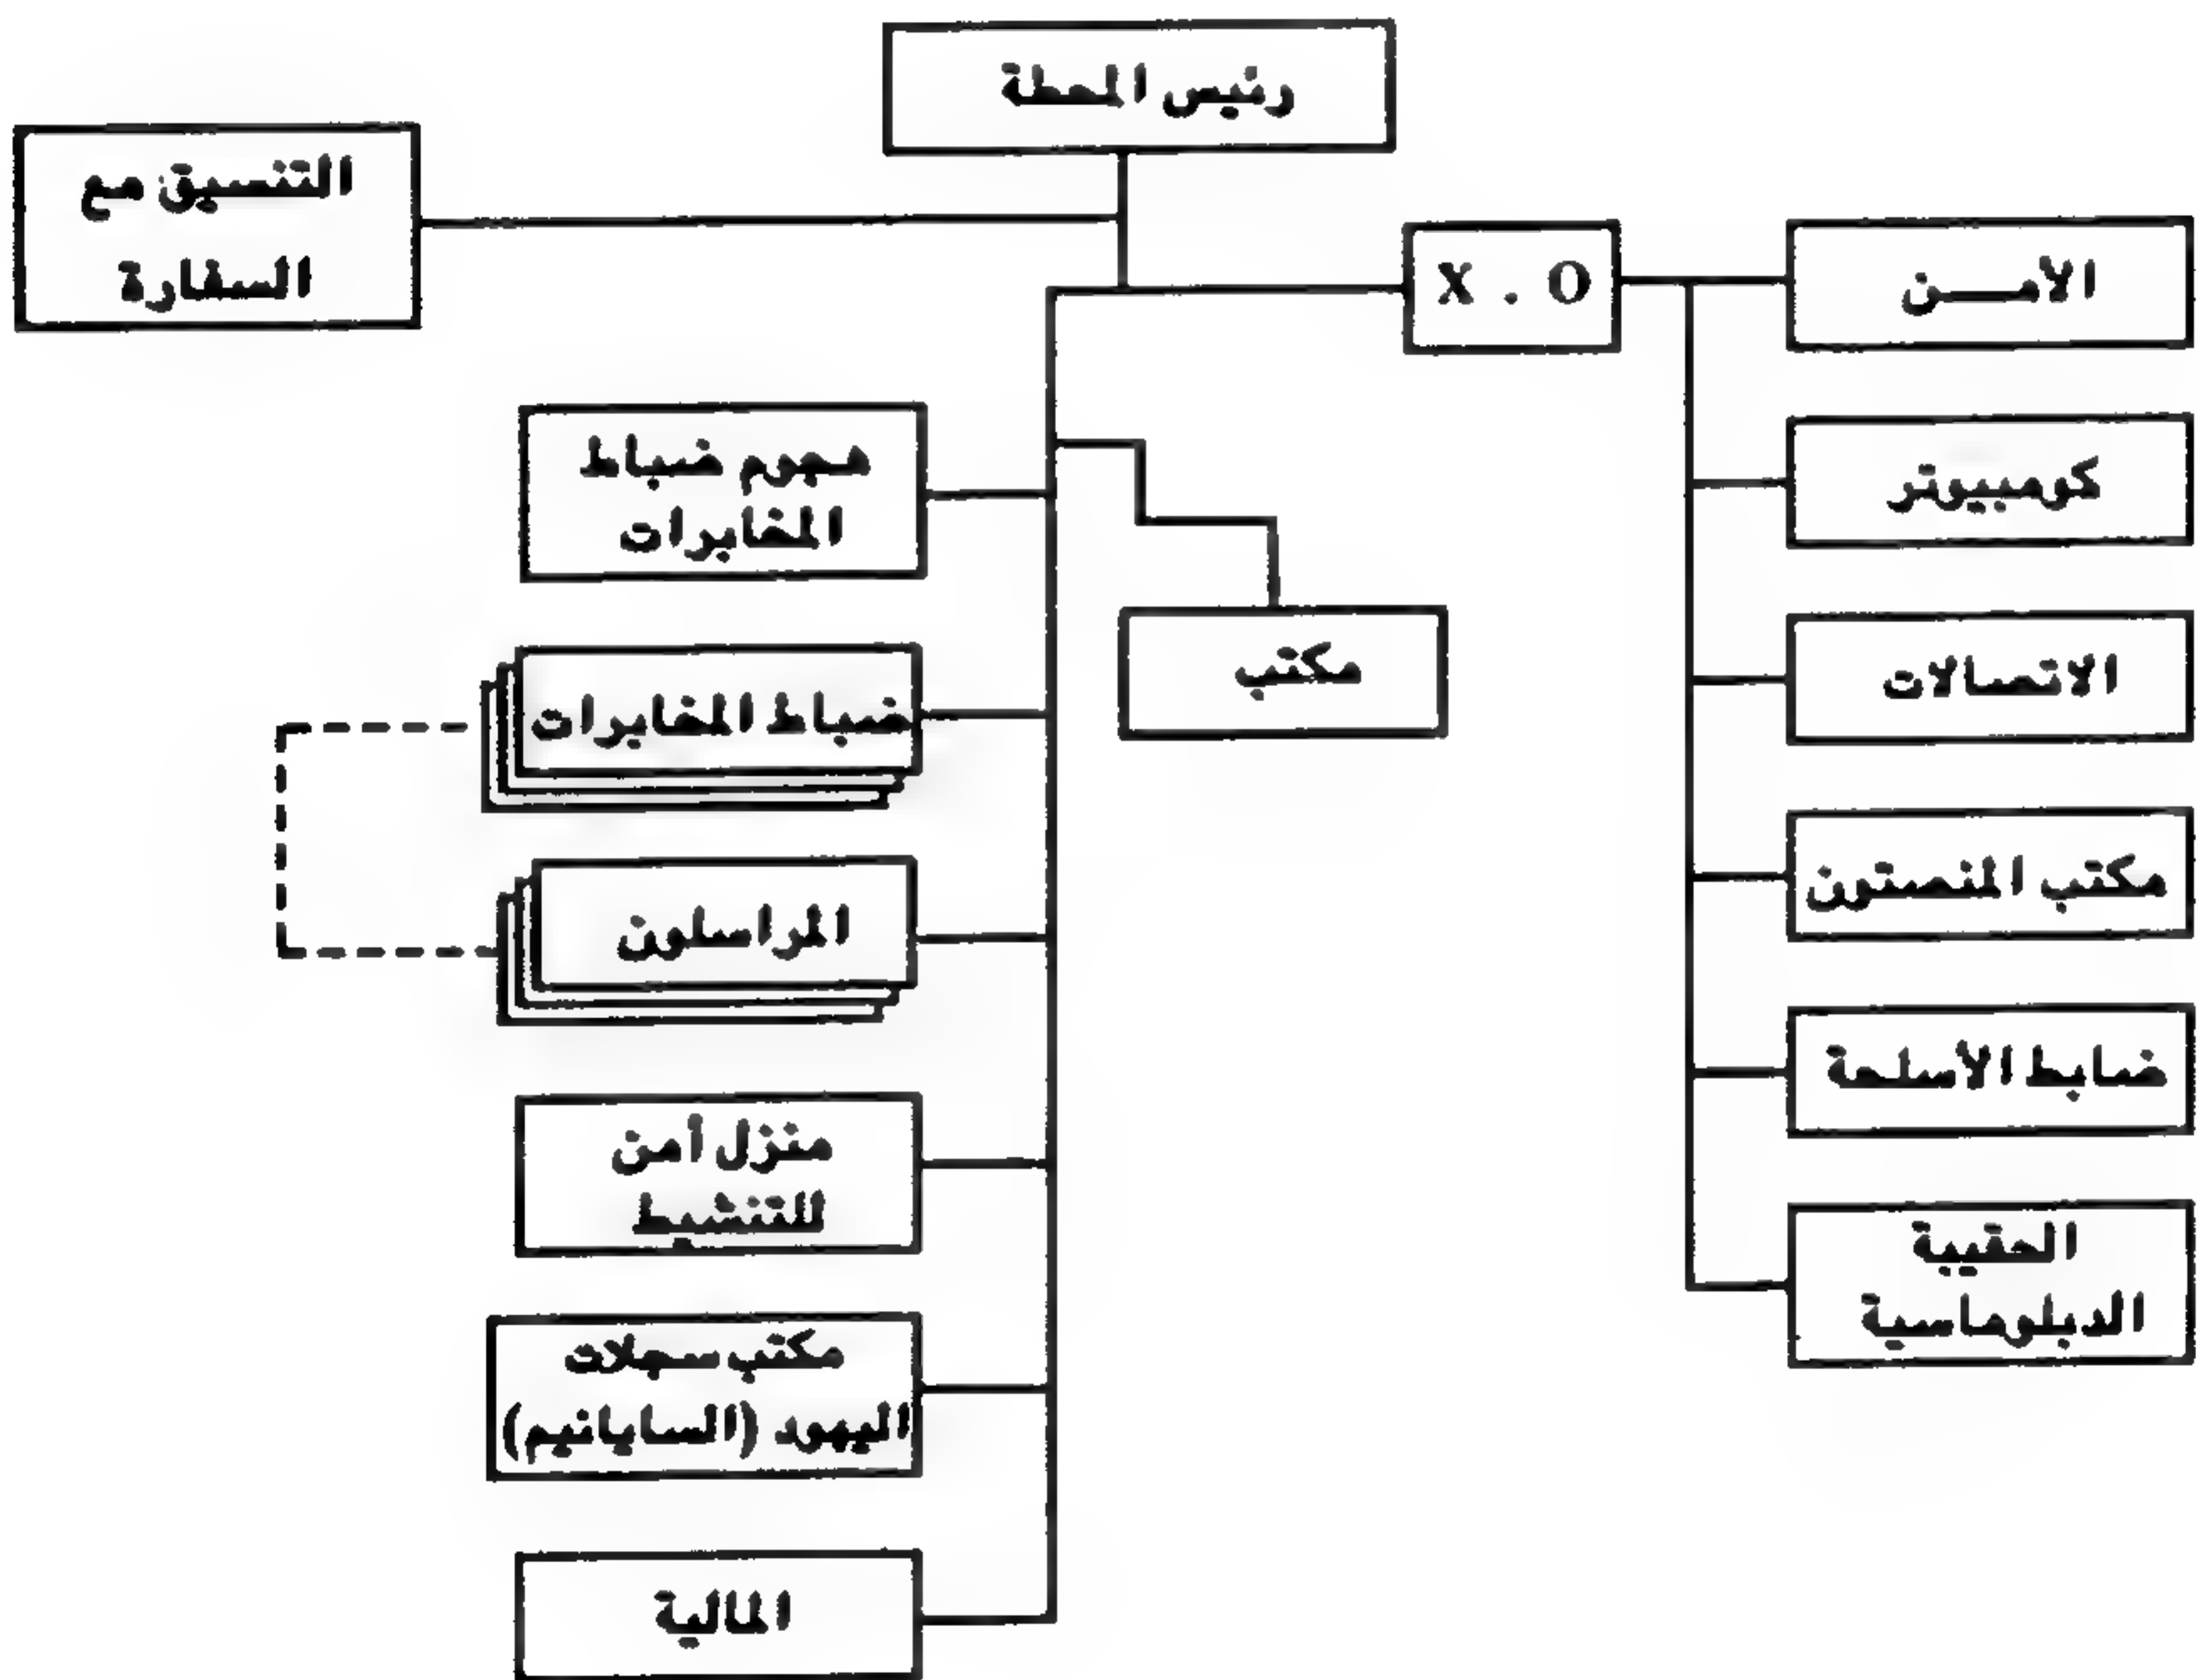 رئيس المحطة
التنسيق مع
السفارة
X . O
الأمــن
كومبيوتر
الاتصالات
مكتب المنصتون
ضابط الأسلحة
الحقيبة
الدبلوماسية
هجوم ضباط
المخابرات
مكتب
ضباط المخابرات
المراسلون
منزل أمن
للتنشيط
مكتب سجلات
اليهود (السايانيم)
المالية